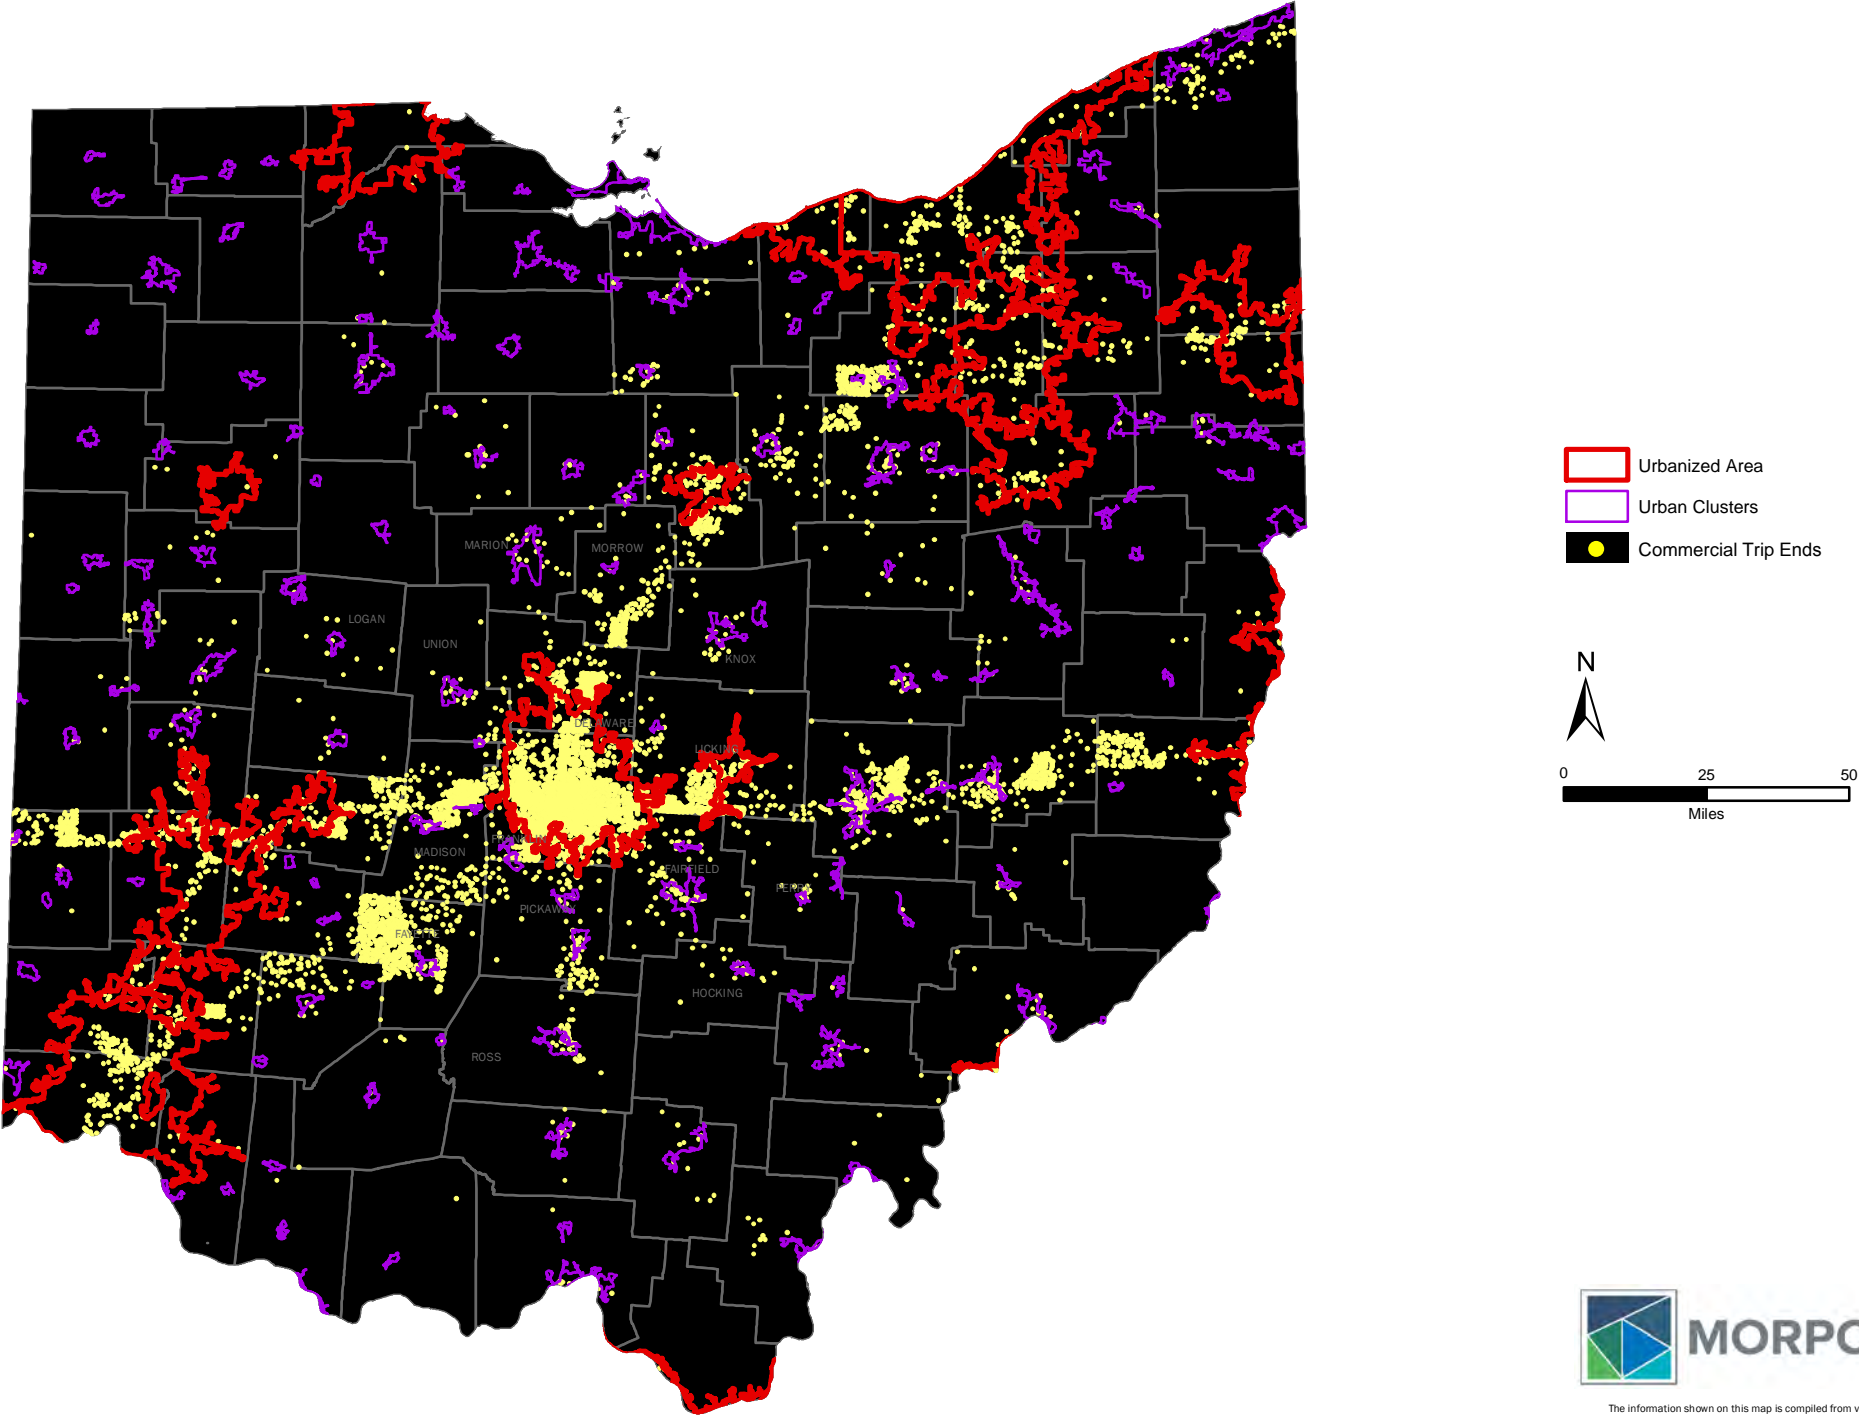 Urbanized Area
Urban Clusters
Commercial Trip Ends
MARION
MORROW
LOGAN
UNION
KNOX
DELAWARE
LICKING
MADISON
FAIRFIELD
PICKAWAY
FAYETTE
HOCKING
ROSS
N
0 25 50
Miles
MORPC
The information shown on this map is compiled from v